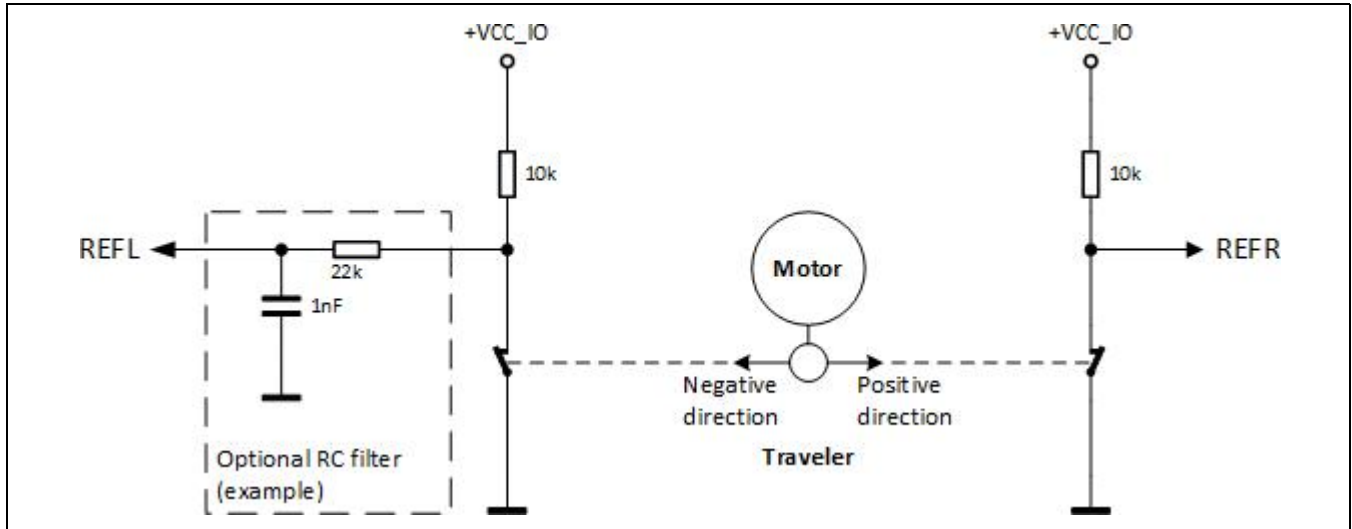 +VCC_IO
+VCC_IO
10k
10k
REFL
22k
1nF
Motor
REFR
Negative
direction
Positive
direction
Traveler
Optional RC filter
(example)